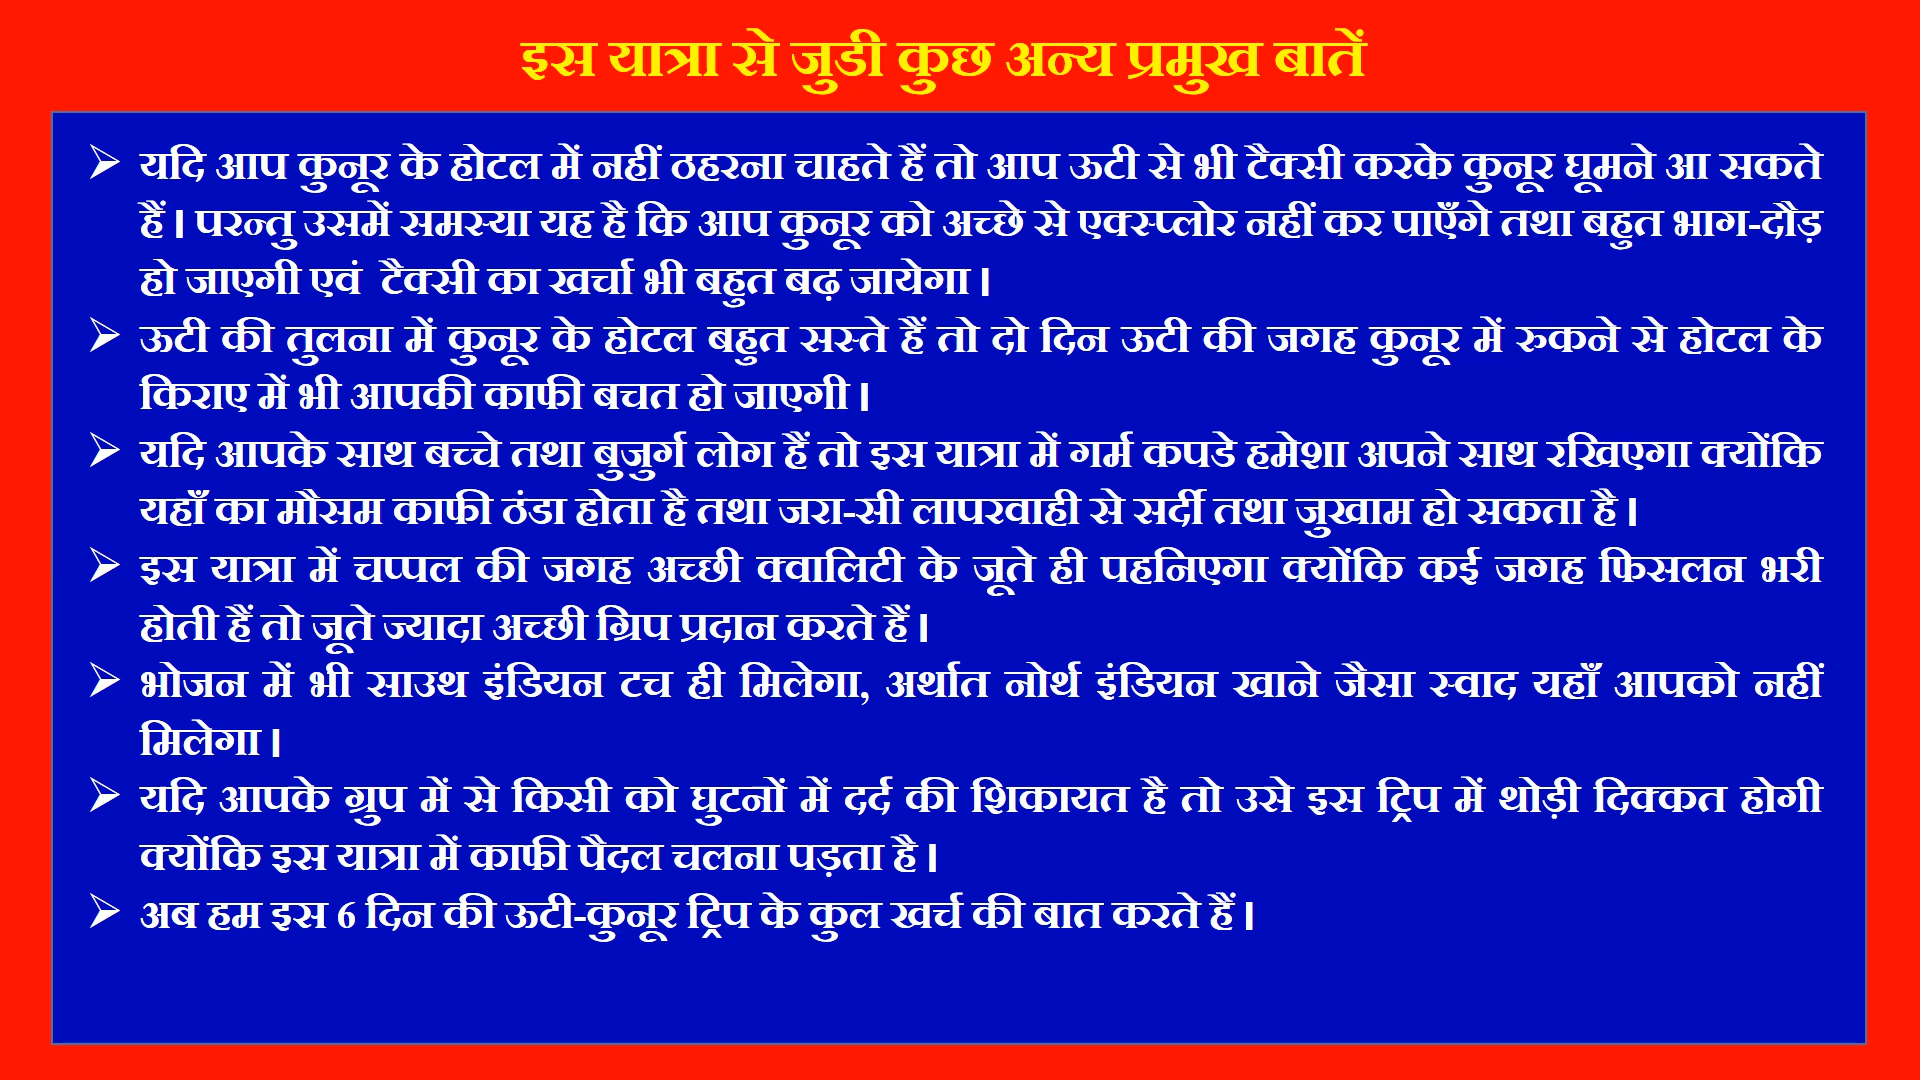 इस यात्रा से जुडी कुछ अन्य प्रमुख बातें
➢ यदि आप कुनूर के होटल में नहीं ठहरना चाहते हैं तो आप ऊटी से भी टैक्सी करके कुनूर घूमने आ सकते
हैं। परन्तु उसमें समस्या यह है कि आप कुनूर को अच्छे से एक्स्प्लोर नहीं कर पाएँगे तथा बहुत भाग-दौड़
हो जाएगी एवं टैक्सी का खर्चा भी बहुत बढ़ जायेगा।
➢ ऊटी की तुलना में कुनूर के होटल बहुत सस्ते हैं तो दो दिन ऊटी की जगह कुनूर में रुकने से होटल के
किराए में भी आपकी काफी बचत हो जाएगी।
➢ यदि आपके साथ बच्चे तथा बुजुर्ग लोग हैं तो इस यात्रा में गर्म कपडे हमेशा अपने साथ रखिएगा क्योंकि
यहाँ का मौसम काफी ठंडा होता है तथा जरा-सी लापरवाही से सर्दी तथा जुखाम हो सकता है।
➢ इस यात्रा में चप्पल की जगह अच्छी क्वालिटी के जूते ही पहनिएगा क्योंकि कई जगह फिसलन भरी
होती हैं तो जूते ज्यादा अच्छी ग्रिप प्रदान करते हैं।
➢ भोजन में भी साउथ इंडियन टच ही मिलेगा, अर्थात नोर्थ इंडियन खाने जैसा स्वाद यहाँ आपको नहीं
मिलेगा।
➢ यदि आपके ग्रुप में से किसी को घुटनों में दर्द की शिकायत है तो उसे इस ट्रिप में थोड़ी दिक्कत होगी
क्योंकि इस यात्रा में काफी पैदल चलना पड़ता है।
➢ अब हम इस 6 दिन की ऊटी-कुनूर ट्रिप के कुल खर्च की बात करते हैं।